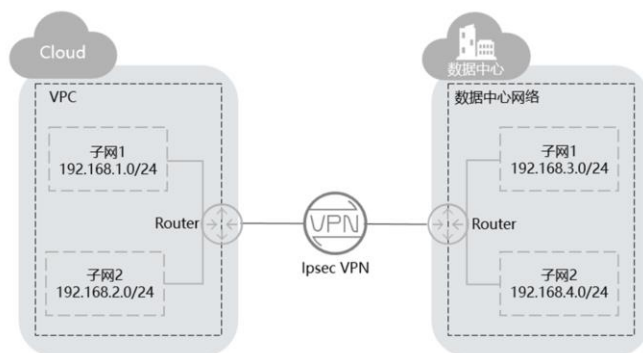 Cloud
VPC
子网1
192.168.1.0/24
Router
子网2
192.168.2.0/24
VPN
Ipsec VPN
数据中心
数据中心网络
子网1
192.168.3.0/24
Router
子网2
192.168.4.0/24